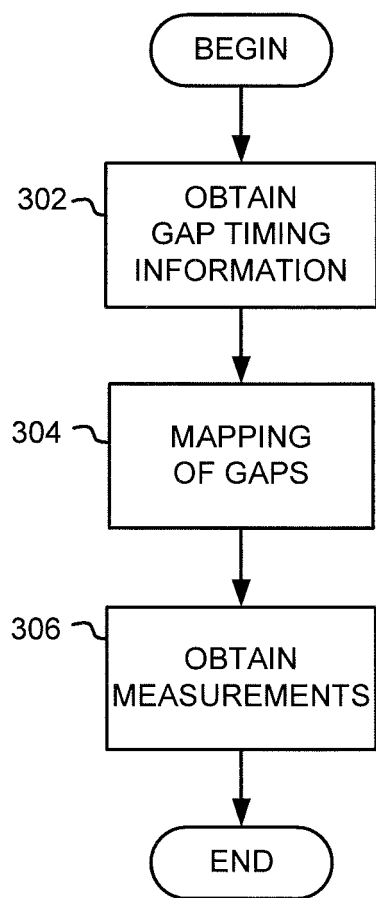 BEGIN
302
OBTAIN
GAP TIMING
INFORMATION
304
MAPPING
OF GAPS
306
OBTAIN
MEASUREMENTS
END